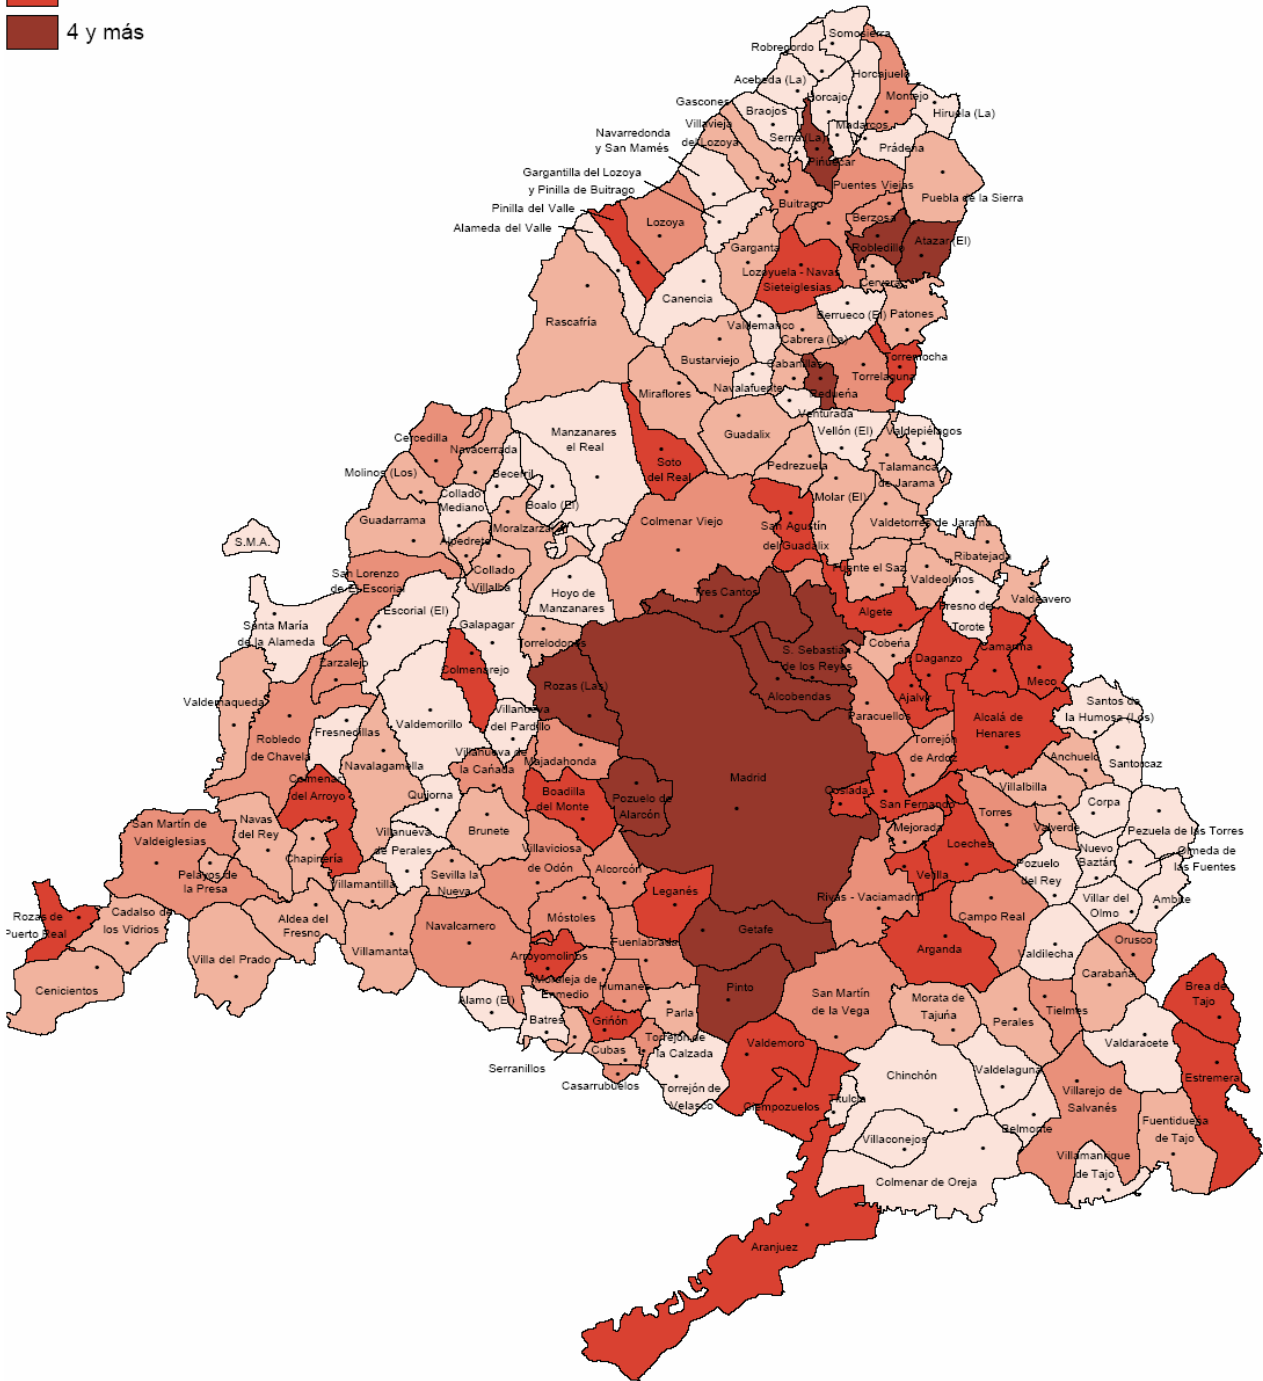 4 y más
Somosierra
Robregordo
Horcajuela
Acebeda (La)
Montejo
Horcajo
Gascones
Braojos
Hiruela (La)
Villavieja
del Lozoya
Madarcos
Navarredonda
y San Mamés
Serna (La)
Prádena
Piñuécar
Gargantilla del Lozoya
y Pinilla de Buitrago
Puentes Viejas
Puebla de la Sierra
Buitrago
Pinilla del Valle
Lozoya
Berzosa
Alameda del Valle
Robledillo
Atazar (El)
Garganta
Lozoyuela - Navas
Sieteiglesias
Cervera
Canencia
Berrueco (El)
Patones
Rascafría
Valdemanco
Cabrera (La)
Bustarviejo
Torremocha
Cabanillas
Torrelaguna
Navalafuente
Miraflores
Redueña
Venturada
Vellón (El)
Valdepiélagos
Manzanares
el Real
Guadalix
Cercedilla
Navacerrada
Soto
del Real
Pedrezuela
Talamanca
de Jarama
Molinos (Los)
Becerril
Collado
Mediano
Boalo (El)
Molar (El)
Guadarrama
Moralzarzal
Colmenar Viejo
San Agustín
del Guadalix
Valdetorres de Jarama
S.M.A.
Alpedrete
Ribatejada
San Lorenzo
de El Escorial
Collado
Villalba
Fuente el Saz
Valdeolmos
Hoyo de
Manzanares
Tres Cantos
Fresno de
Torote
Valdeavero
Escorial (El)
Algete
Santa María
de la Alameda
Galapagar
Torrelodones
Cobeña
Camarma
S. Sebastián
de los Reyes
Daganzo
Zarzalejo
Colmenarejo
Rozas (Las)
Alcobendas
Ajalvir
Meco
Valdemaqueda
Valdemorillo
Villanueva
del Pardillo
Paracuellos
Alcalá de
Henares
Santos de
la Humosa (Los)
Fresnedillas
Robledo
de Chavela
Villanueva de
la Cañada
Majadahonda
Torrejón
de Ardoz
Anchuelo
Santorcaz
Navalagamella
Madrid
Colmenar
del Arroyo
Quijorna
Boadilla
del Monte
Pozuelo de
Alarcón
Coslada
San Fernando
Villalbilla
Corpa
Navas
del Rey
San Martín de
Valdeiglesias
Villanueva
de Perales
Brunete
Mejorada
Torres
Valverde
Pezuela de las Torres
Chapinería
Villaviciosa
de Odón
Loeches
Nuevo
Baztán
Olmeda de
las Fuentes
Pelayos de
la Presa
Villamantilla
Sevilla la
Nueva
Alcorcón
Velilla
Pozuelo
del Rey
Leganés
Rivas - Vaciamadrid
Villar del
Olmo
Ambite
Rozas de
Puerto Real
Cadalso de
los Vidrios
Aldea del
Fresno
Navalcarnero
Móstoles
Campo Real
Getafe
Villamanta
Fuenlabrada
Arganda
Valdilecha
Orusco
Villa del Prado
Arroyomolinos
Carabaña
Cenicientos
Moraleja de
Enmedio
Humanes
Pinto
San Martín
de la Vega
Brea de
Tajo
Alamo (El)
Morata de
Tajuña
Tielmes
Batres
Griñón
Parla
Perales
Torrejón de
la Calzada
Valdemoro
Valdaracete
Cubas
Serranillos
Valdelaguna
Casarrubuelos
Chinchón
Estremera
Torrejón de
Velasco
Titulcia
Villarejo de
Salvanés
Ciempozuelos
Fuentidueña
de Tajo
Belmonte
Villaconejos
Villamanrique
de Tajo
Colmenar de Oreja
Aranjuez